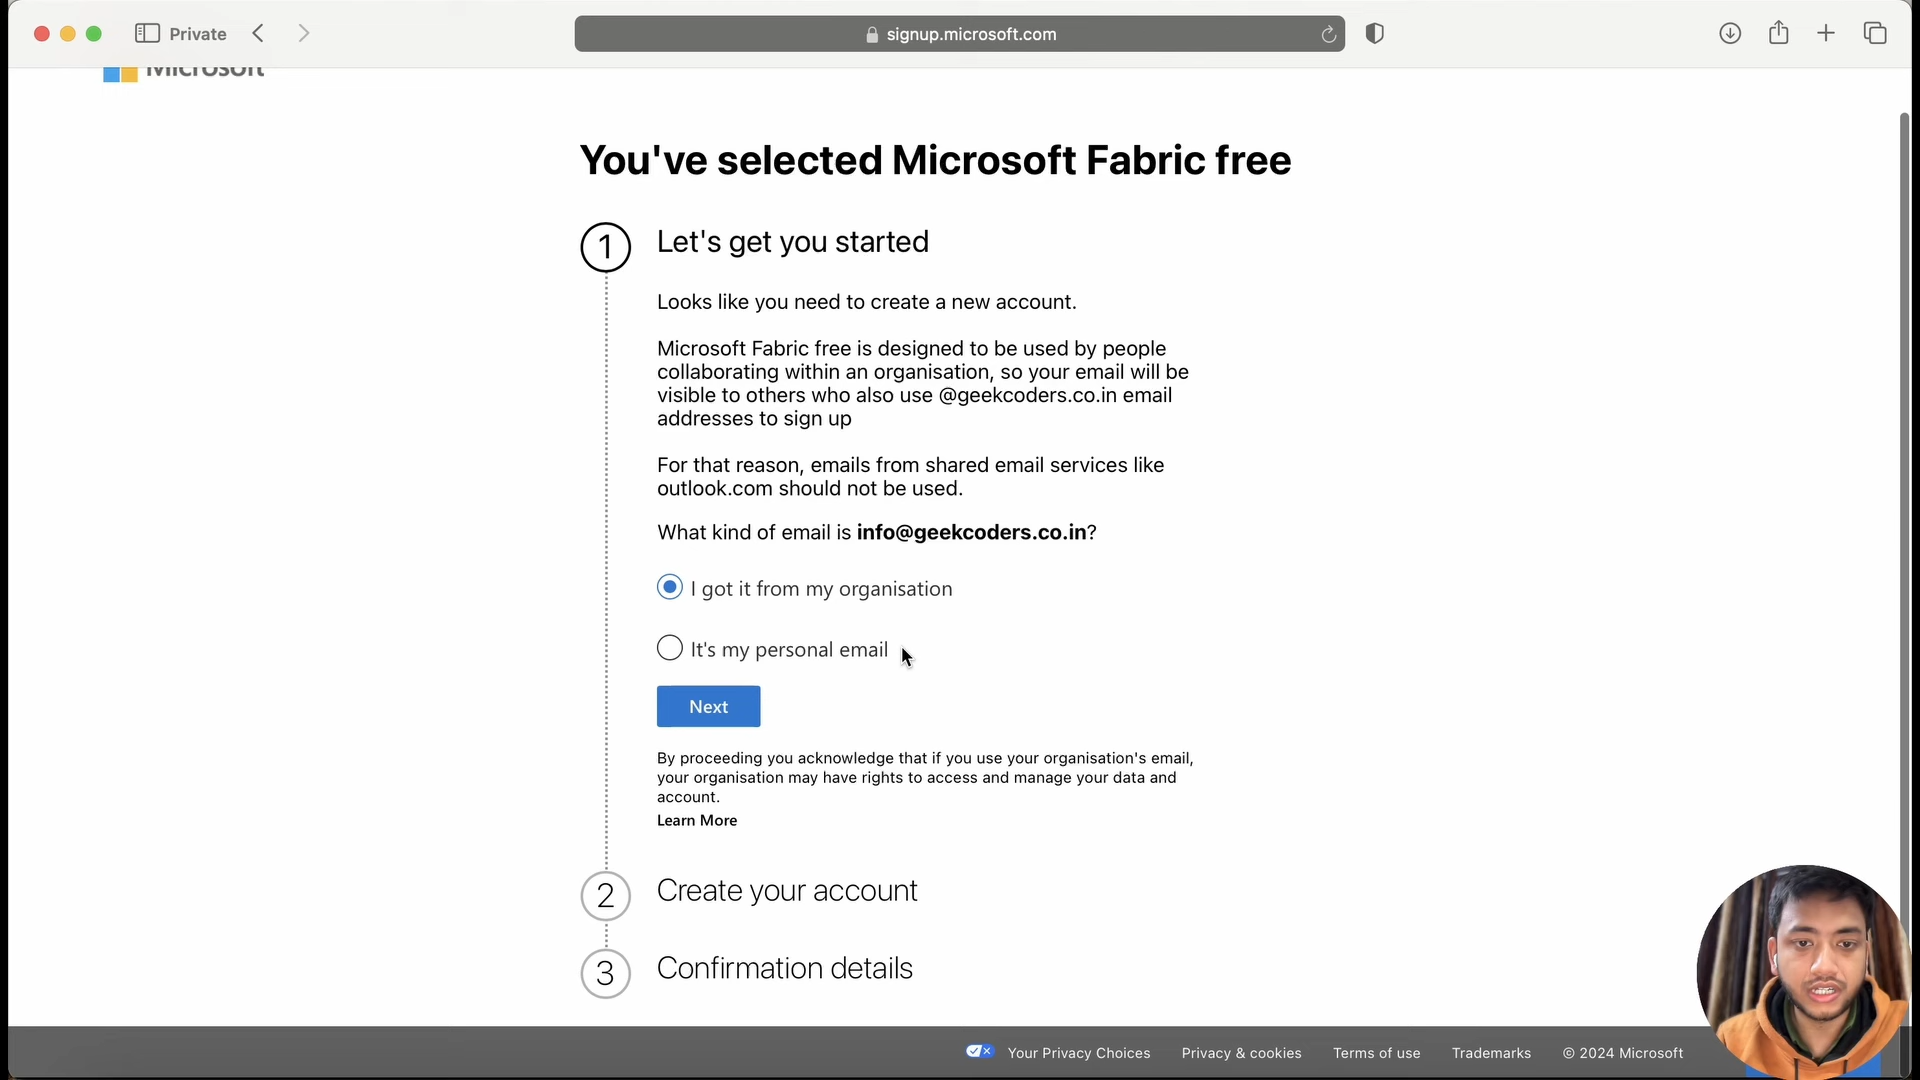 Private
signup.microsoft.com
Microsoft
You've selected Microsoft Fabric free
1
Let's get you started
Looks like you need to create a new account.
Microsoft Fabric free is designed to be used by people
collaborating within an organisation, so your email will be
visible to others who also use @geekcoders.co.in email
addresses to sign up
For that reason, emails from shared email services like
outlook.com should not be used.
What kind of email is info@geekcoders.co.in?
I got it from my organisation
It's my personal email
Next
By proceeding you acknowledge that if you use your organisation's email,
your organisation may have rights to access and manage your data and
account.
Learn More
2
Create your account
3
Confirmation details
Your Privacy Choices
Privacy & cookies
Terms of use
Trademarks
© 2024 Microsoft